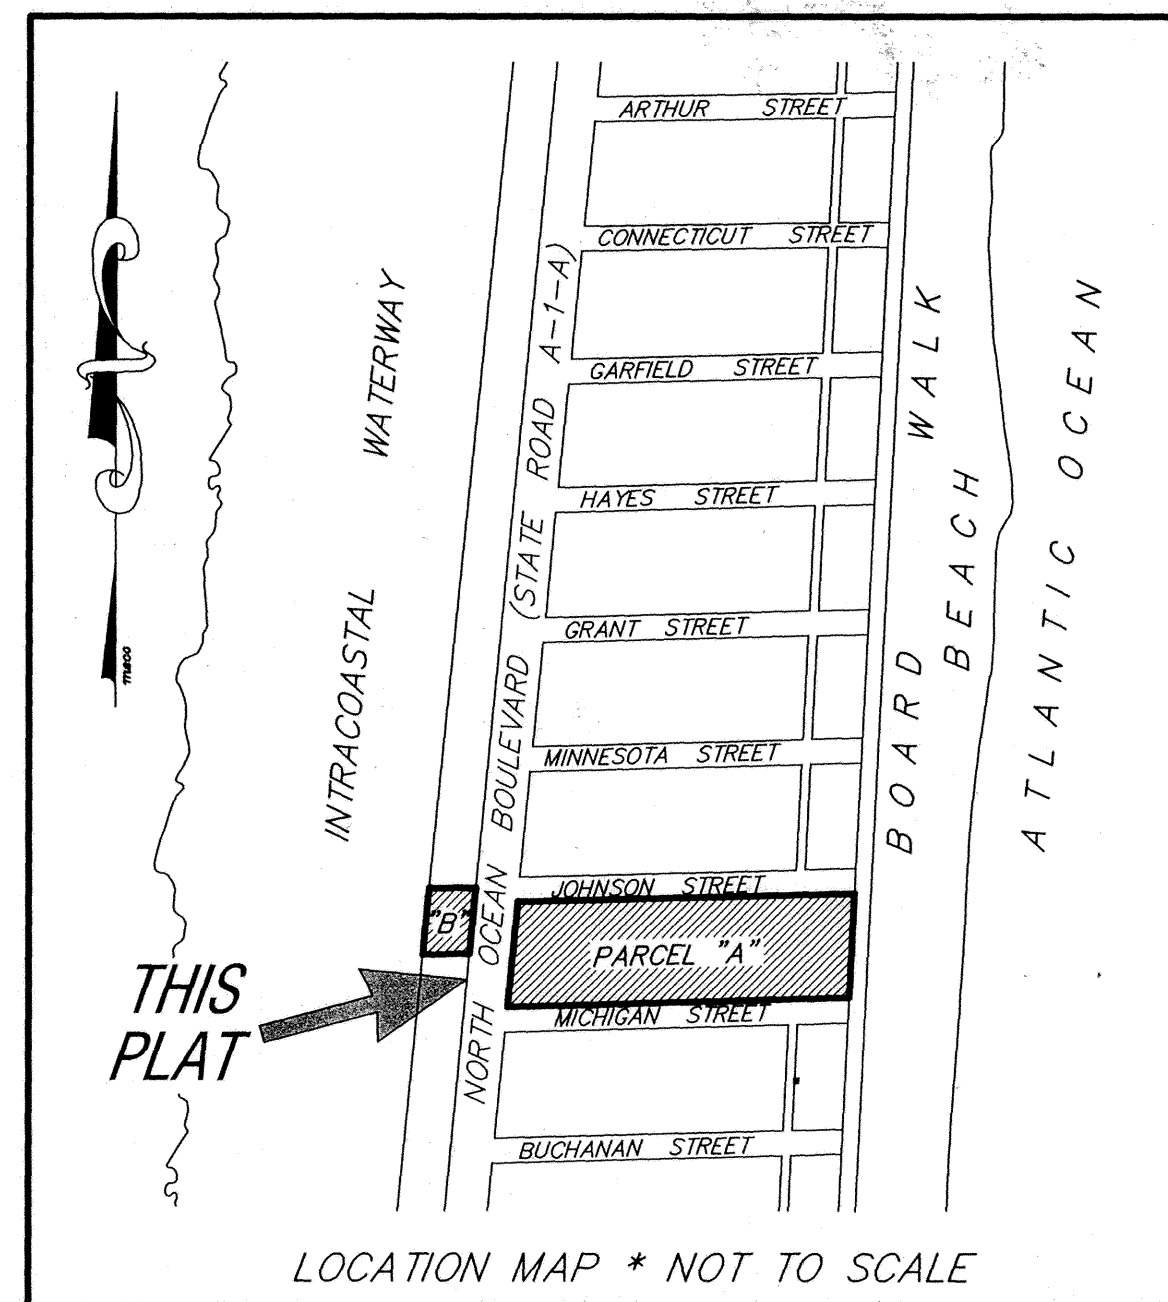 ARTHUR STREET
CONNECTICUT STREET
GARFIELD STREET
HAYES STREET
GRANT STREET
MINNESOTA STREET
JOHNSON STREET
"B"
PARCEL "A"
MICHIGAN STREET
BUCHANAN STREET
INTRACOASTAL WATERWAY
NORTH OCEAN BOULEVARD (STATE ROAD A-1-A)
BOARD WALK
BEACH
ATLANTIC OCEAN
meco
THIS
PLAT
LOCATION MAP * NOT TO SCALE